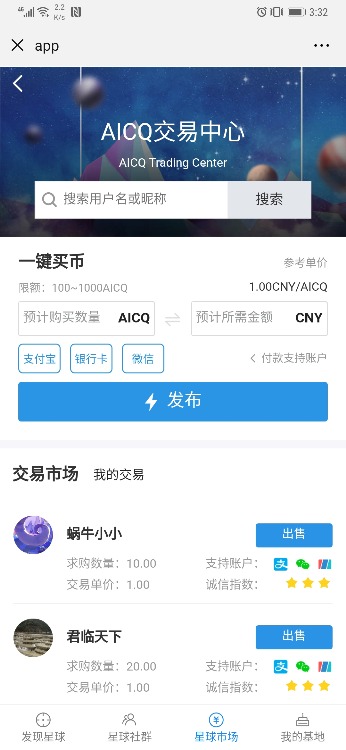 4G 2.2 K/s 3:32
app
AICQ交易中心
AICQ Trading Center
搜索用户名或昵称 搜索
一键买币 参考单价
限额：100~1000AICQ 1.00CNY/AICQ
预计购买数量 AICQ 预计所需金额 CNY
支付宝 银行卡 微信 付款支持账户
发布
交易市场 我的交易
蜗牛小小 出售
求购数量：10.00 支持账户：
交易单价：1.00 诚信指数：
君临天下 出售
求购数量：20.00 支持账户：
交易单价：1.00 诚信指数：
发现星球 星球社群 星球市场 我的基地